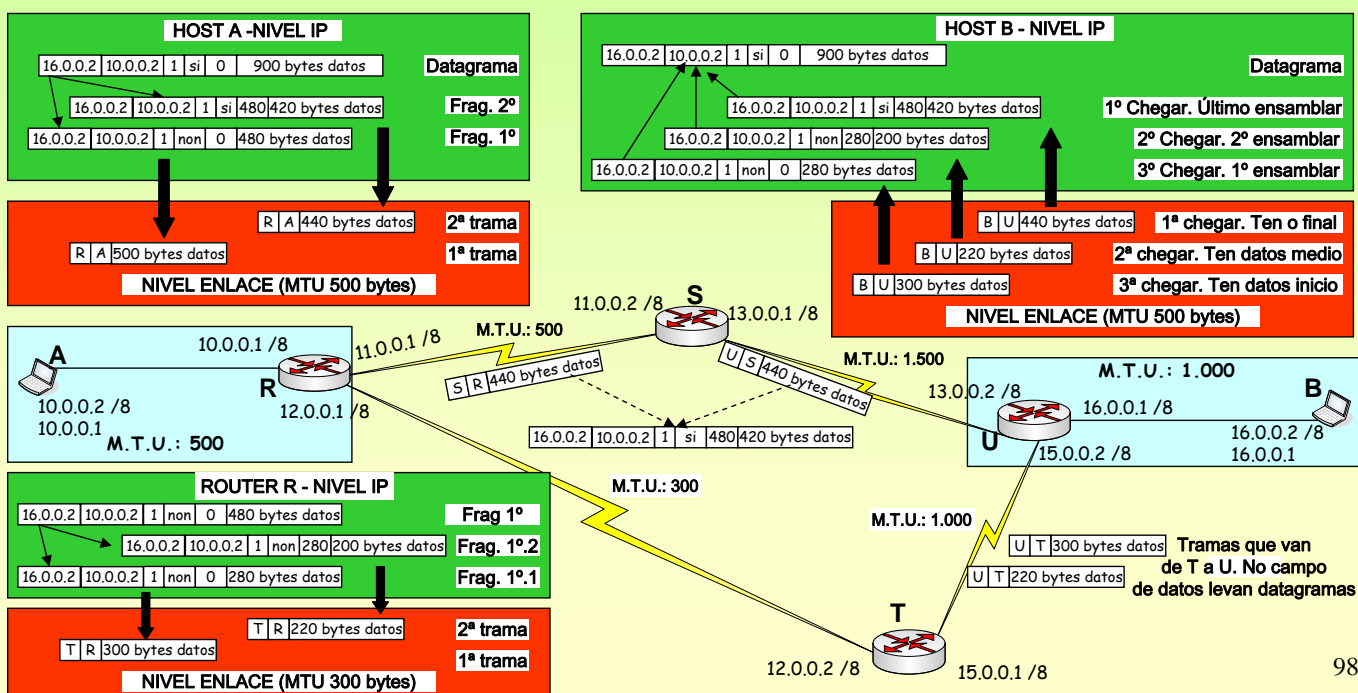 HOST A -NIVEL IP
16.0.0.2 10.0.0.2 1 si 0 900 bytes datos Datagrama
16.0.0.2 10.0.0.2 1 si 480 420 bytes datos Frag. 2º
16.0.0.2 10.0.0.2 1 non 0 480 bytes datos Frag. 1º
R A 440 bytes datos 2ª trama
R A 500 bytes datos 1ª trama
NIVEL ENLACE (MTU 500 bytes)
HOST B - NIVEL IP
16.0.0.2 10.0.0.2 1 si 0 900 bytes datos Datagrama
16.0.0.2 10.0.0.2 1 si 480 420 bytes datos 1º Chegar. Último ensamblar
16.0.0.2 10.0.0.2 1 non 280 200 bytes datos 2º Chegar. 2º ensamblar
16.0.0.2 10.0.0.2 1 non 0 280 bytes datos 3º Chegar. 1º ensamblar
B U 440 bytes datos 1ª chegar. Ten o final
B U 220 bytes datos 2ª chegar. Ten datos medio
B U 300 bytes datos 3ª chegar. Ten datos inicio
NIVEL ENLACE (MTU 500 bytes)
S
11.0.0.2 /8
13.0.0.1 /8
M.T.U.: 500
M.T.U.: 1.500
A
10.0.0.1 /8
11.0.0.1 /8
R
12.0.0.1 /8
10.0.0.2 /8
10.0.0.1
M.T.U.: 500
S R 440 bytes datos
U S 440 bytes datos
16.0.0.2 10.0.0.2 1 si 480 420 bytes datos
M.T.U.: 1.000
13.0.0.2 /8
16.0.0.1 /8
B
U
16.0.0.2 /8
16.0.0.1
15.0.0.2 /8
ROUTER R - NIVEL IP
16.0.0.2 10.0.0.2 1 non 0 480 bytes datos Frag 1º
16.0.0.2 10.0.0.2 1 non 280 200 bytes datos Frag. 1º.2
16.0.0.2 10.0.0.2 1 non 0 280 bytes datos Frag. 1º.1
T R 220 bytes datos 2ª trama
T R 300 bytes datos 1ª trama
NIVEL ENLACE (MTU 300 bytes)
M.T.U.: 300
M.T.U.: 1.000
U T 300 bytes datos
U T 220 bytes datos
Tramas que van
de T a U. No campo
de datos levan datagramas
T
12.0.0.2 /8
15.0.0.1 /8
98